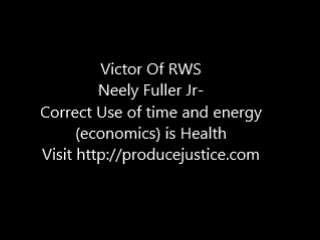 Victor Of RWS
Neely Fuller Jr-
Correct Use of time and energy
(economics) is Health
Visit http://producejustice.com